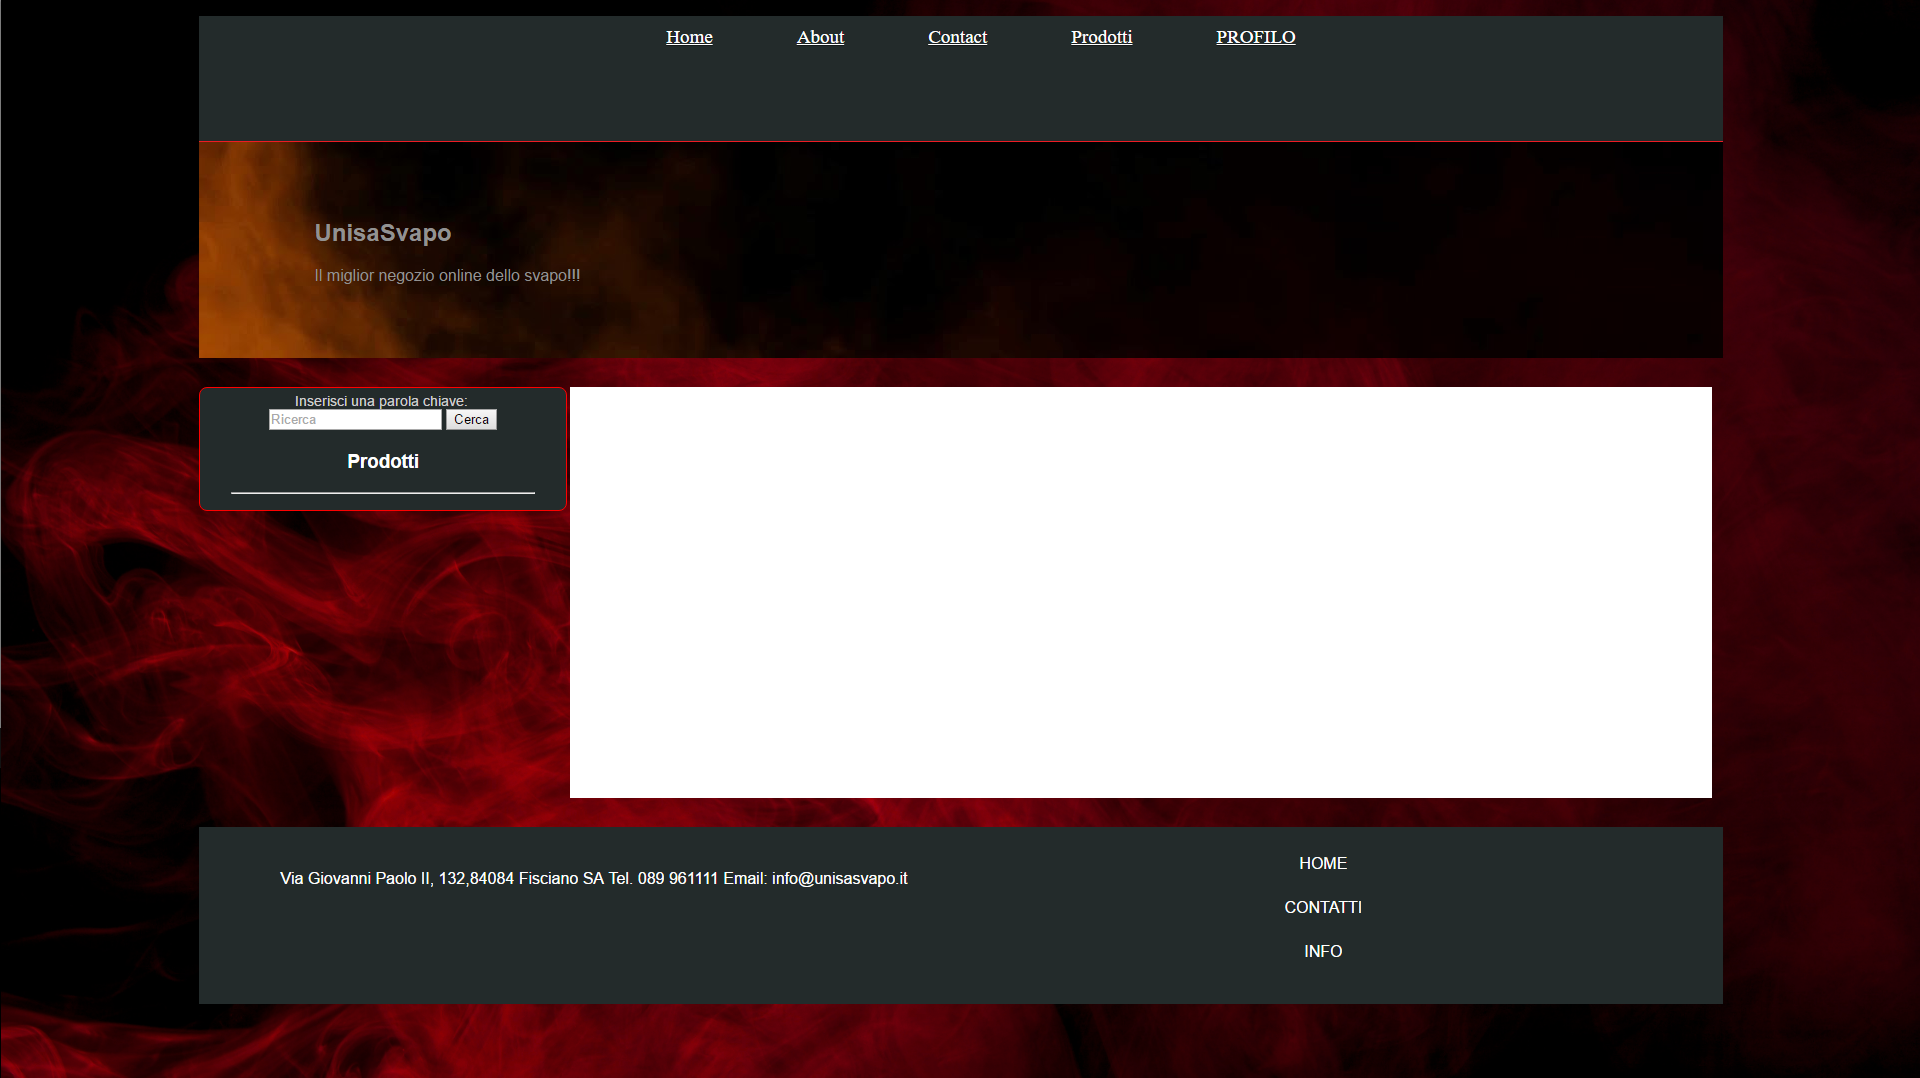 Home About Contact Prodotti PROFILO
UnisaSvapo
Il miglior negozio online dello svapo!!!
Inserisci una parola chiave:
Ricerca Cerca
Prodotti
Via Giovanni Paolo II, 132,84084 Fisciano SA Tel. 089 961111 Email: info@unisasvapo.it
HOME
CONTATTI
INFO